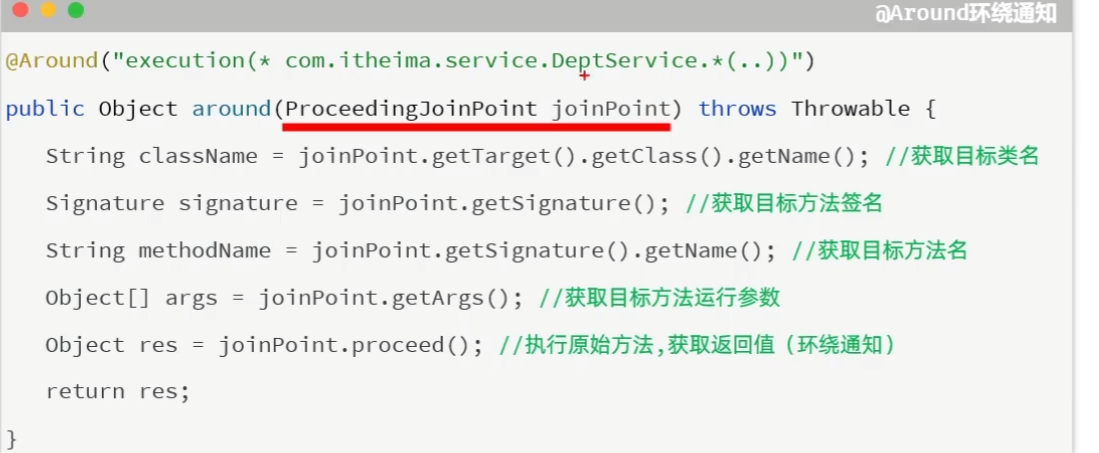 @Around环绕通知
@Around("execution(* com.itheima.service.DeptService.*(..))")
public Object around(ProceedingJoinPoint joinPoint) throws Throwable {
String className = joinPoint.getTarget().getClass().getName(); //获取目标类名
Signature signature = joinPoint.getSignature(); //获取目标方法签名
String methodName = joinPoint.getSignature().getName(); //获取目标方法名
Object[] args = joinPoint.getArgs(); //获取目标方法运行参数
Object res = joinPoint.proceed(); //执行原始方法,获取返回值（环绕通知）
return res;
}